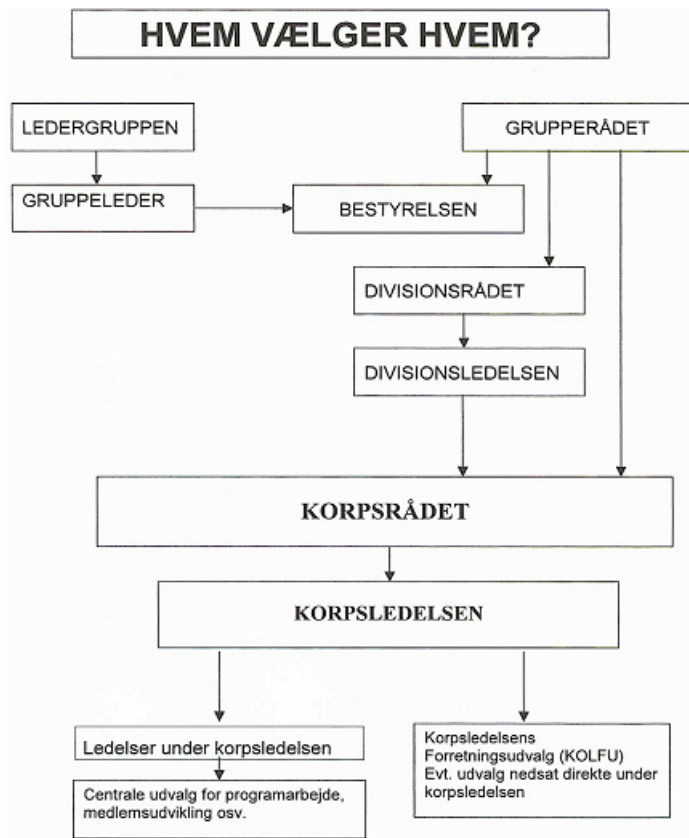 HVEM VÆLGER HVEM?
LEDERGRUPPEN
GRUPPERÅDET
GRUPPELEDER
BESTYRELSEN
DIVISIONSRÅDET
DIVISIONSLEDELSEN
KORPSRÅDET
KORPSLEDELSEN
Ledelser under korpsledelsen
Centrale udvalg for programarbejde,
medlemsudvikling osv.
Korpsledelsens
Forretningsudvalg (KOLFU)
Evt. udvalg nedsat direkte under
korpsledelsen